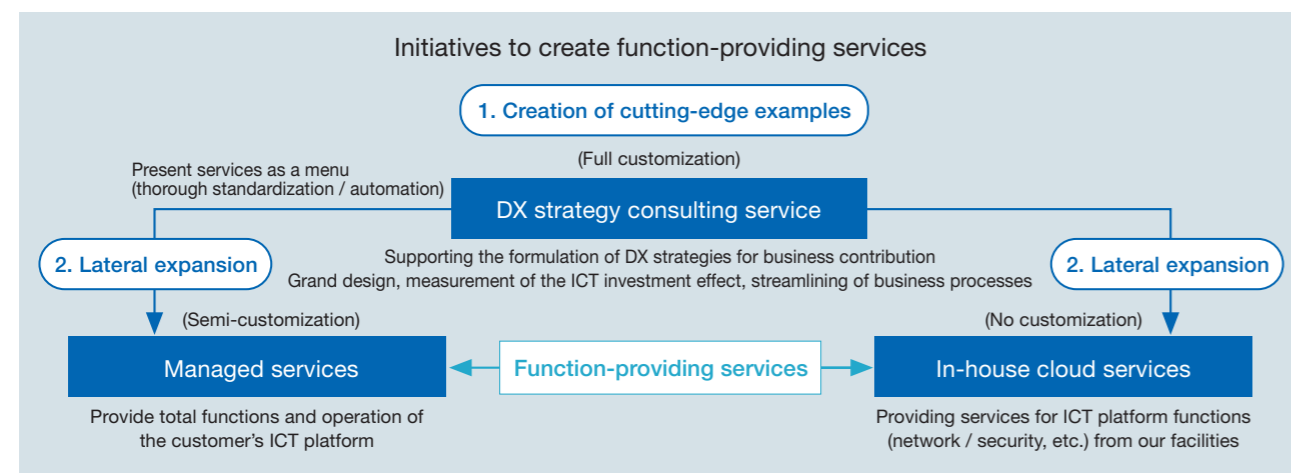 Initiatives to create function-providing services
1. Creation of cutting-edge examples
(Full customization)
Present services as a menu
(thorough standardization / automation)
DX strategy consulting service
2. Lateral expansion
Supporting the formulation of DX strategies for business contribution
Grand design, measurement of the ICT investment effect, streamlining of business processes
2. Lateral expansion
(Semi-customization)
(No customization)
Managed services
Function-providing services
In-house cloud services
Provide total functions and operation of
the customer’s ICT platform
Providing services for ICT platform functions
(network / security, etc.) from our facilities